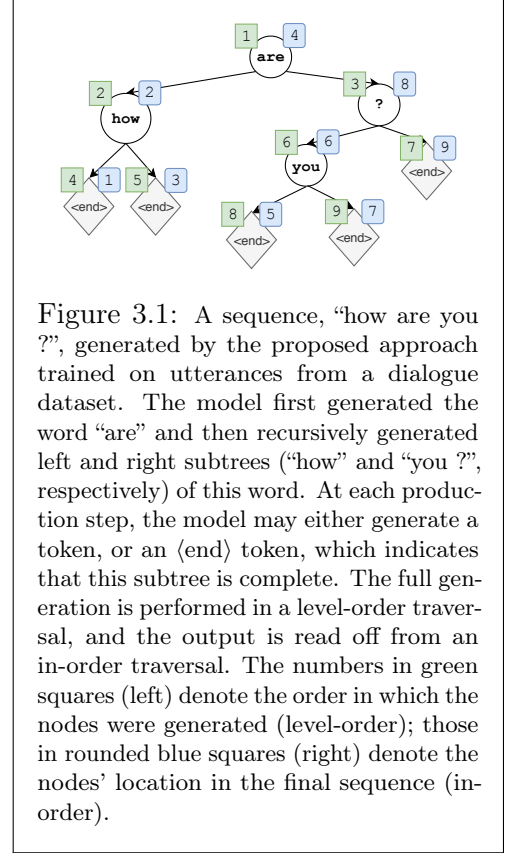 1 4
are
2 2 3 8
how ?
6 6 7 9
you <end>
4 1 5 3
<end> <end>
8 5 9 7
<end> <end>
Figure 3.1: A sequence, “how are you
?”, generated by the proposed approach
trained on utterances from a dialogue
dataset. The model first generated the
word “are” and then recursively generated
left and right subtrees (“how” and “you ?”,
respectively) of this word. At each produc-
tion step, the model may either generate a
token, or an ⟨end⟩ token, which indicates
that this subtree is complete. The full gen-
eration is performed in a level-order traver-
sal, and the output is read off from an
in-order traversal. The numbers in green
squares (left) denote the order in which the
nodes were generated (level-order); those
in rounded blue squares (right) denote the
nodes’ location in the final sequence (in-
order).